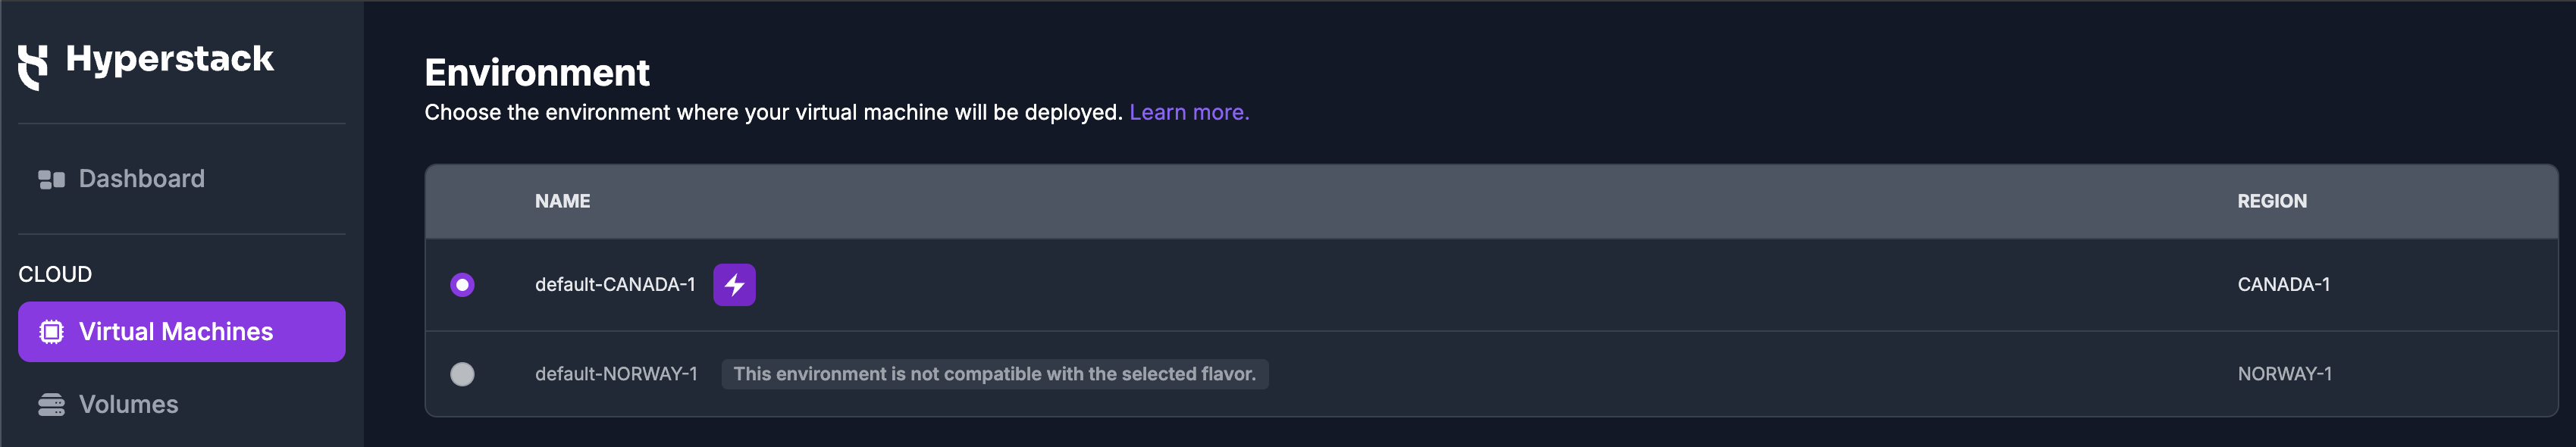 Hyperstack
Dashboard
CLOUD
Virtual Machines
Volumes
Environment
Choose the environment where your virtual machine will be deployed. Learn more.
NAME REGION
default-CANADA-1 CANADA-1
default-NORWAY-1 This environment is not compatible with the selected flavor. NORWAY-1